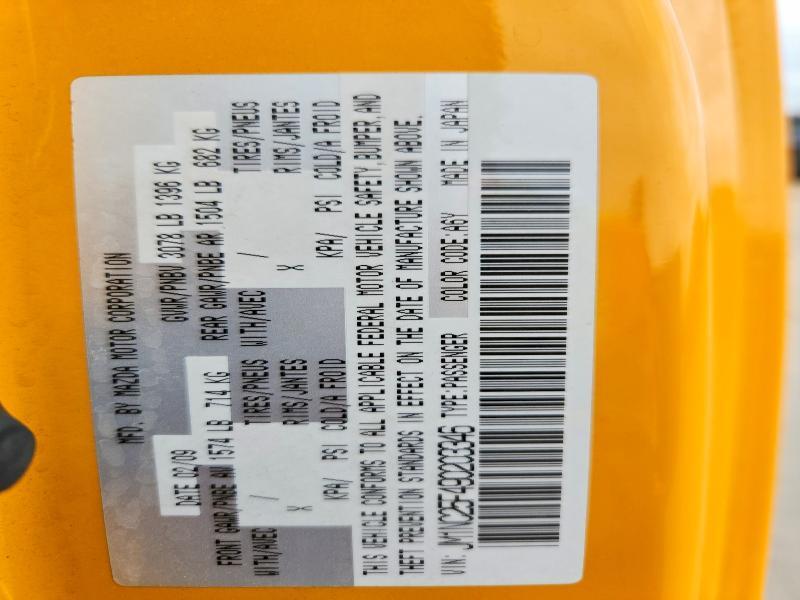 MFD. BY MAZDA MOTOR CORPORATION
DATE 02/09 GVWR/PNBV 3078 LB 1396 KG
FRONT GAWR/PNBE AV 1574 LB 714 KG REAR GAWR/PNBE AR 1504 LB 682 KG
WITH/AVEC TIRES/PNEUS WITH/AVEC TIRES/PNEUS
/ RIMS/JANTES / RIMS/JANTES
X X
KPA/ PSI COLD/A FROID KPA/ PSI COLD/A FROID
THIS VEHICLE CONFORMS TO ALL APPLICABLE FEDERAL MOTOR VEHICLE SAFETY, BUMPER, AND
THEFT PREVENTION STANDARDS IN EFFECT ON THE DATE OF MANUFACTURE SHOWN ABOVE.
VIN: JM1NC25F490203346 TYPE:PASSENGER COLOR CODE:A6Y MADE IN JAPAN